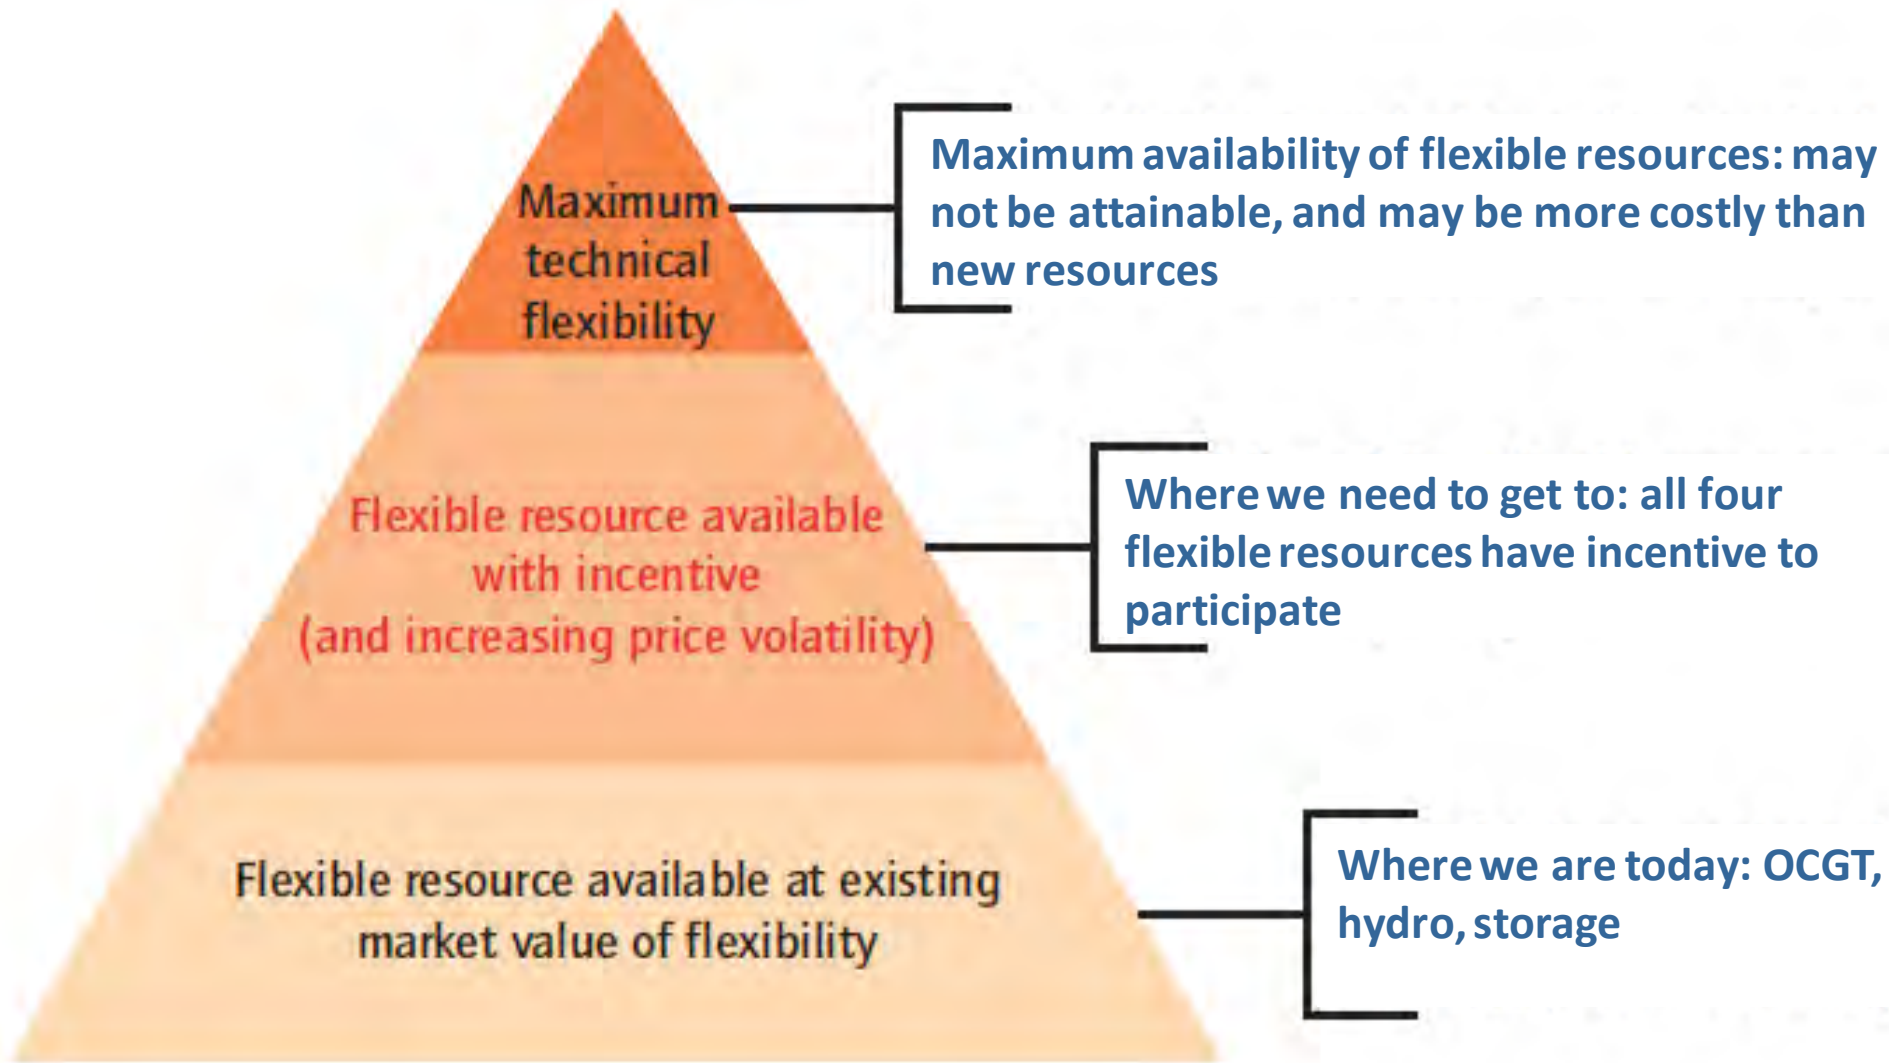 Maximum
technical
flexibility
Maximum availability of flexible resources: may
not be attainable, and may be more costly than
new resources
Flexible resource available
with incentive
(and increasing price volatility)
Where we need to get to: all four
flexible resources have incentive to
participate
Flexible resource available at existing
market value of flexibility
Where we are today: OCGT,
hydro, storage